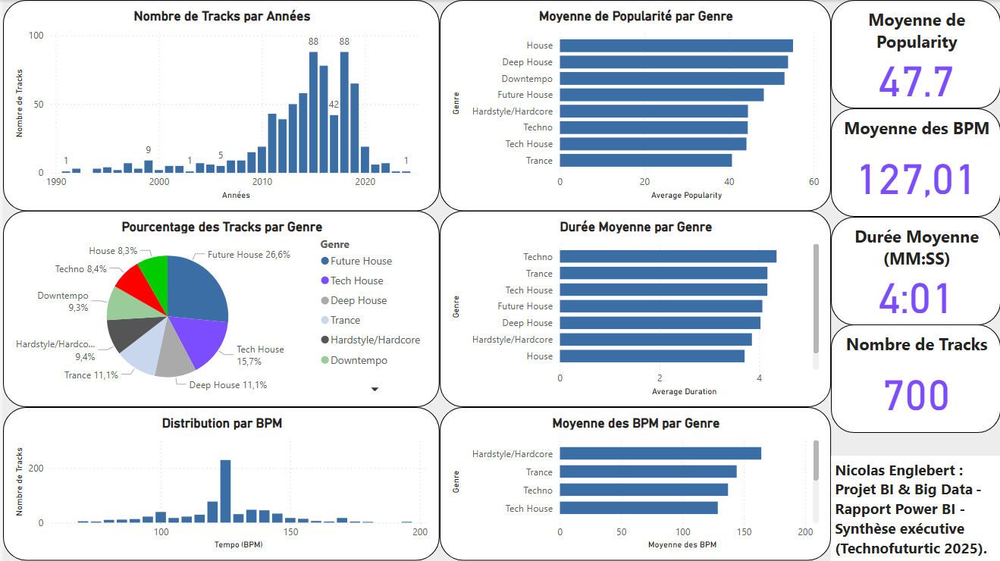 Nombre de Tracks par Années
Nombre de Tracks
100
50
0
1
9
1
5
88
42
88
1
1990
2000
2010
2020
Années
Moyenne de Popularité par Genre
Genre
House
Deep House
Downtempo
Future House
Hardstyle/Hardcore
Techno
Tech House
Trance
0
20
40
60
Average Popularity
Moyenne de
Popularity
47.7
Moyenne des BPM
127,01
Durée Moyenne
(MM:SS)
4:01
Nombre de Tracks
700
Pourcentage des Tracks par Genre
House 8,3%
Techno 8,4%
Downtempo
9,3%
Hardstyle/Hardco...
9,4%
Trance 11,1%
Deep House 11,1%
Tech House
15,7%
Future House 26,6%
Genre
Future House
Tech House
Deep House
Trance
Hardstyle/Hardcore
Downtempo
Durée Moyenne par Genre
Genre
Techno
Trance
Tech House
Future House
Deep House
Hardstyle/Hardcore
House
0
2
4
Average Duration
Distribution par BPM
Nombre de Tracks
200
0
100
150
200
Tempo (BPM)
Moyenne des BPM par Genre
Genre
Hardstyle/Hardcore
Trance
Techno
Tech House
0
50
100
150
200
Moyenne des BPM
Nicolas Englebert :
Projet BI & Big Data -
Rapport Power BI -
Synthèse exécutive
(Technofuturtic 2025).